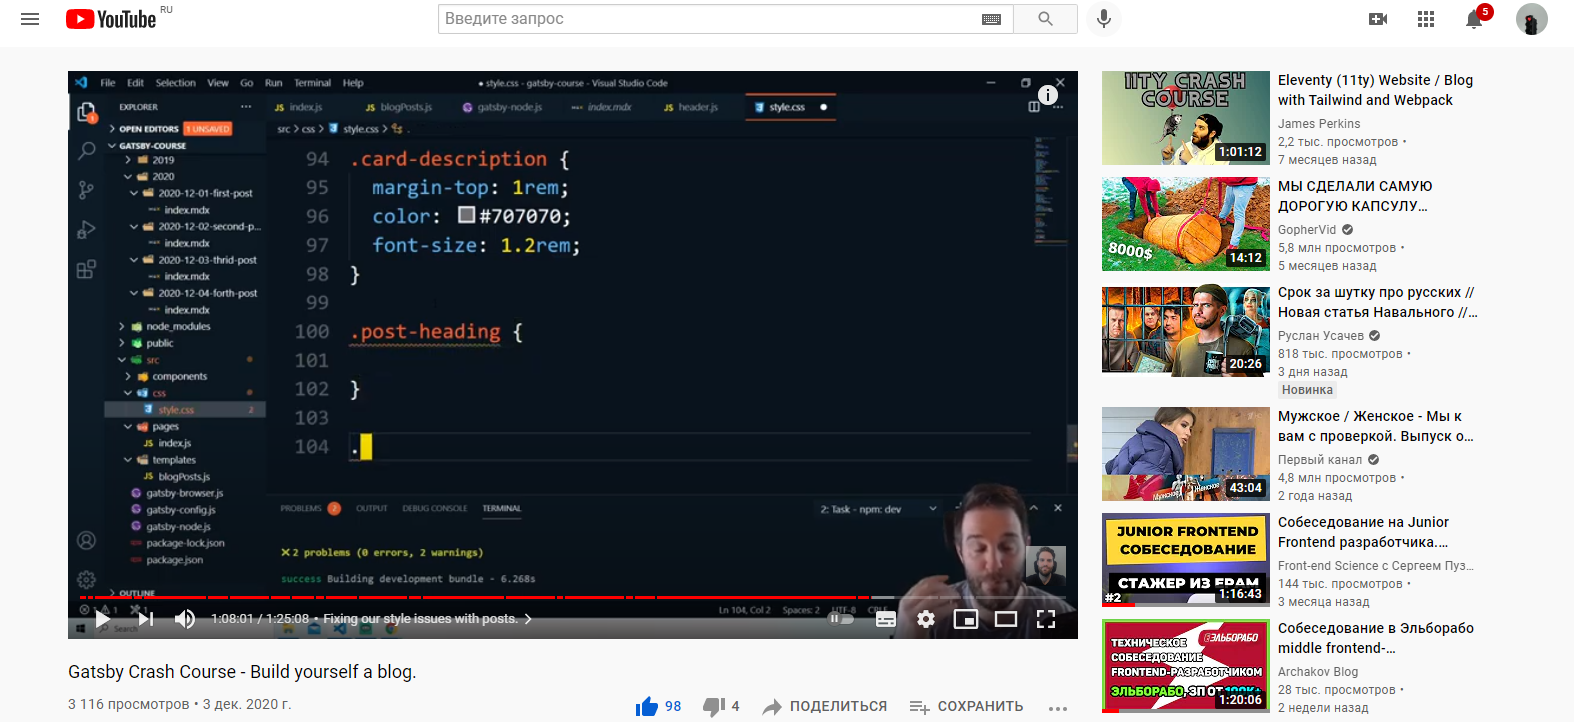 YouTube RU
Введите запрос
5
File Edit Selection View Go Run Terminal Help
● style.css - gatsby-course - Visual Studio Code
EXPLORER
index.js blogPosts.js gatsby-node.js index.mdx header.js style.css
OPEN EDITORS 1 UNSAVED
src > css > style.css >
GATSBY-COURSE
2019
2020
2020-12-01-first-post
index.mdx
2020-12-02-second-p...
index.mdx
2020-12-03-thrid-post
index.mdx
2020-12-04-forth-post
index.mdx
node_modules
public
src
components
css
style.css 2
pages
index.js
templates
blogPosts.js
gatsby-browser.js
gatsby-config.js
gatsby-node.js
package-lock.json
package.json
OUTLINE
94 .card-description {
95 margin-top: 1rem;
96 color: #707070;
97 font-size: 1.2rem;
98 }
99
100 .post-heading {
101
102 }
103
104 .
PROBLEMS 2 OUTPUT DEBUG CONSOLE TERMINAL
2: Task - npm: dev
2 problems (0 errors, 2 warnings)
success Building development bundle - 6.268s
Ln 104, Col 2 Spaces: 2 UTF-8 CRLF
1:08:01 / 1:25:08 • Fixing our style issues with posts. >
Search
Gatsby Crash Course - Build yourself a blog.
3 116 просмотров • 3 дек. 2020 г.
98 4 ПОДЕЛИТЬСЯ СОХРАНИТЬ ...
11TY CRASH
COURSE
1:01:12
Eleventy (11ty) Website / Blog
with Tailwind and Webpack
James Perkins
2,2 тыс. просмотров •
7 месяцев назад
8000$
14:12
МЫ СДЕЛАЛИ САМУЮ
ДОРОГУЮ КАПСУЛУ…
GopherVid
5,8 млн просмотров •
5 месяцев назад
20:26
Срок за шутку про русских //
Новая статья Навального //…
Руслан Усачев
818 тыс. просмотров •
3 дня назад
Новинка
Мужское Женское
43:04
Мужское / Женское - Мы к
вам с проверкой. Выпуск о…
Первый канал
4,8 млн просмотров •
2 года назад
JUNIOR FRONTEND
СОБЕСЕДОВАНИЕ
СТАЖЕР ИЗ EPAM
#2
1:16:43
Собеседование на Junior
Frontend разработчика.…
Front-end Science с Сергеем Пуз…
144 тыс. просмотров •
3 месяца назад
ЭЛЬБОРАБО
ТЕХНИЧЕСКОЕ
СОБЕСЕДОВАНИЕ
FRONTEND-РАЗРАБОТЧИКОМ
ЭЛЬБОРАБО, ЗП ОТ 100К+
1:20:06
Собеседование в Эльборабо
middle frontend-…
Archakov Blog
28 тыс. просмотров •
2 недели назад